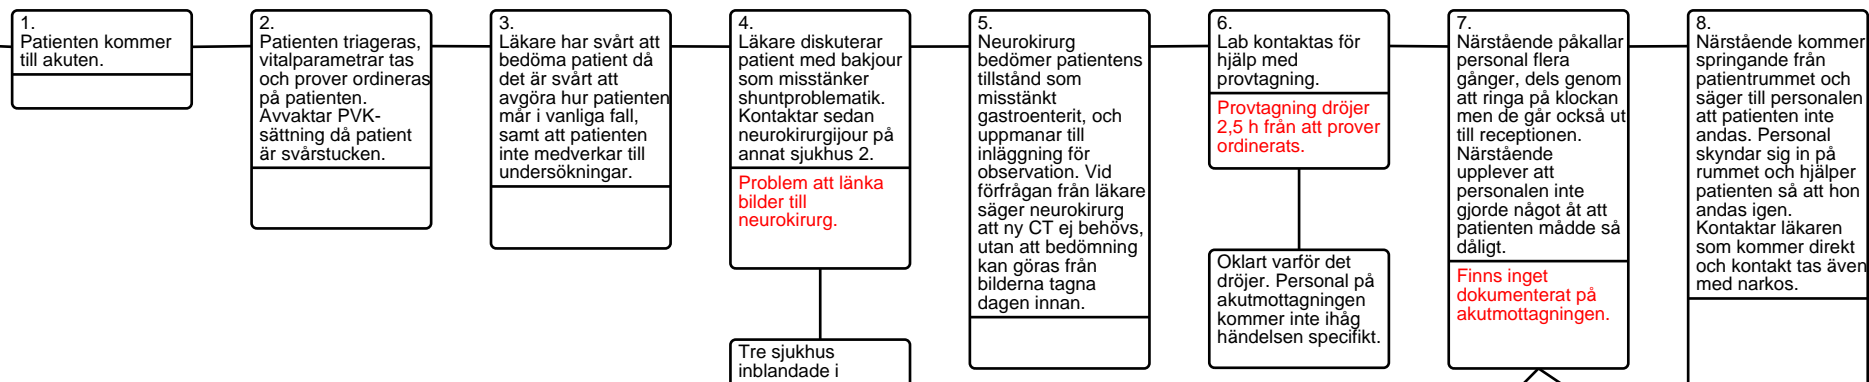 1.
Patienten kommer
till akuten.
2.
Patienten triageras,
vitalparametrar tas
och prover ordineras
på patienten.
Avvaktar PVK-
sättning då patient
är svårstucken.
3.
Läkare har svårt att
bedöma patient då
det är svårt att
avgöra hur patienten
mår i vanliga fall,
samt att patienten
inte medverkar till
undersökningar.
4.
Läkare diskuterar
patient med bakjour
som misstänker
shuntproblematik.
Kontaktar sedan
neurokirurgijour på
annat sjukhus 2.
Problem att länka
bilder till
neurokirurg.
Tre sjukhus
inblandade i
5.
Neurokirurg
bedömer patientens
tillstånd som
misstänkt
gastroenterit, och
uppmanar till
inläggning för
observation. Vid
förfrågan från läkare
säger neurokirurg
att ny CT ej behövs,
utan att bedömning
kan göras från
bilderna tagna
dagen innan.
6.
Lab kontaktas för
hjälp med
provtagning.
Provtagning dröjer
2,5 h från att prover
ordinerats.
Oklart varför det
dröjer. Personal på
akutmottagningen
kommer inte ihåg
händelsen specifikt.
7.
Närstående påkallar
personal flera
gånger, dels genom
att ringa på klockan
men de går också ut
till receptionen.
Närstående
upplever att
personalen inte
gjorde något åt att
patienten mådde så
dåligt.
Finns inget
dokumenterat på
akutmottagningen.
8.
Närstående kommer
springande från
patientrummet och
säger till personalen
att patienten inte
andas. Personal
skyndar sig in på
rummet och hjälper
patienten så att hon
andas igen.
Kontaktar läkaren
som kommer direkt
och kontakt tas även
med narkos.